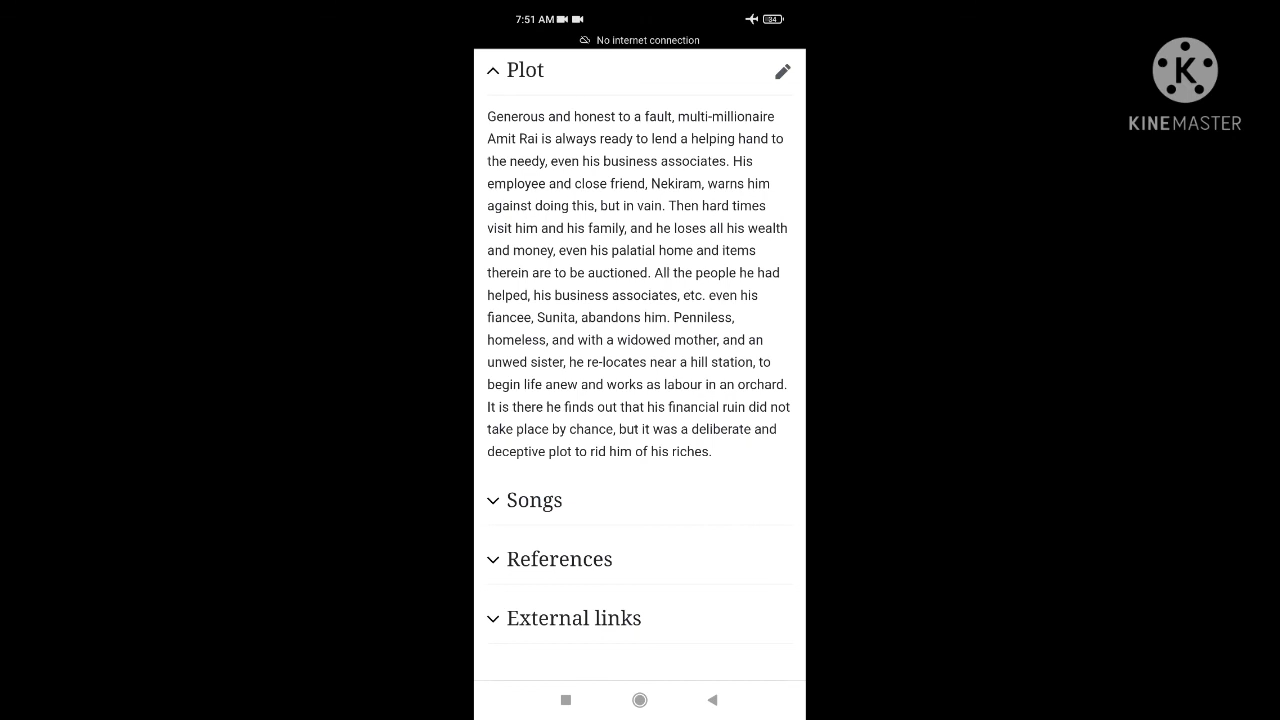 7:51 AM
34
No internet connection
K
KINEMASTER
Plot
Generous and honest to a fault, multi-millionaire
Amit Rai is always ready to lend a helping hand to
the needy, even his business associates. His
employee and close friend, Nekiram, warns him
against doing this, but in vain. Then hard times
visit him and his family, and he loses all his wealth
and money, even his palatial home and items
therein are to be auctioned. All the people he had
helped, his business associates, etc. even his
fiancee, Sunita, abandons him. Penniless,
homeless, and with a widowed mother, and an
unwed sister, he re-locates near a hill station, to
begin life anew and works as labour in an orchard.
It is there he finds out that his financial ruin did not
take place by chance, but it was a deliberate and
deceptive plot to rid him of his riches.
Songs
References
External links